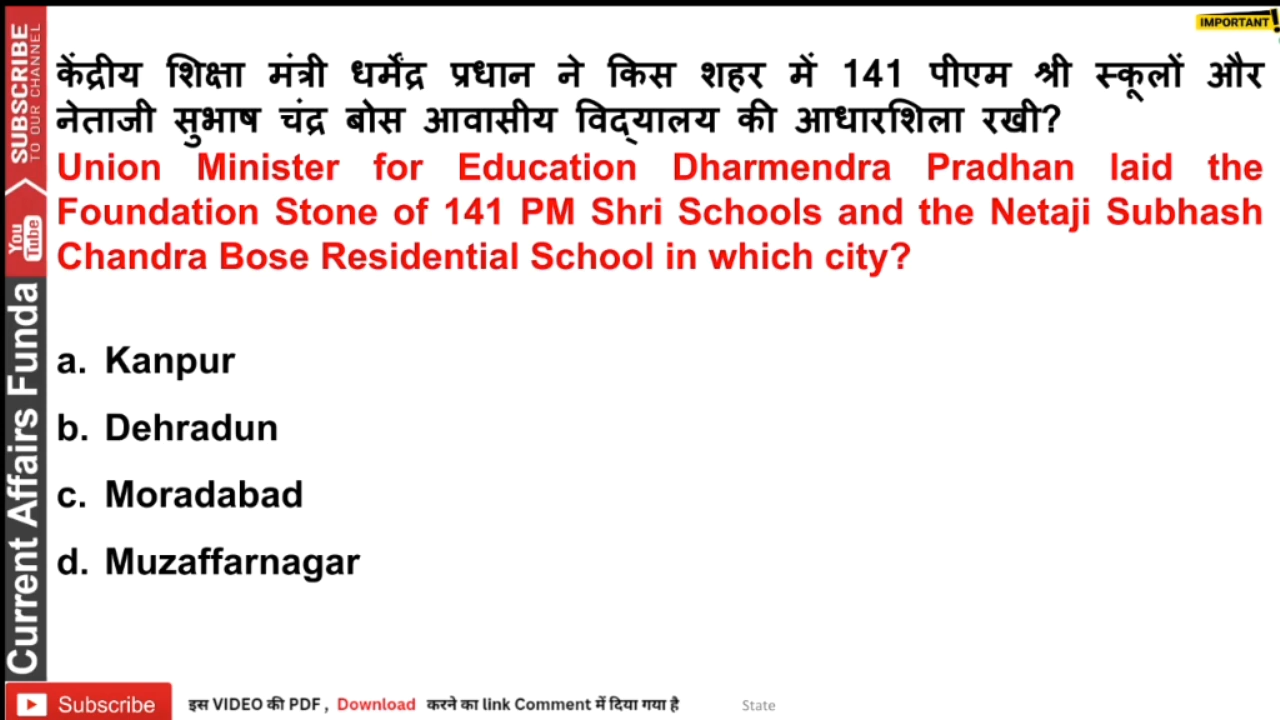 IMPORTANT
केंद्रीय शिक्षा मंत्री धर्मेंद्र प्रधान ने किस शहर में 141 पीएम श्री स्कूलों और
नेताजी सुभाष चंद्र बोस आवासीय विद्यालय की आधारशिला रखी?
Union Minister for Education Dharmendra Pradhan laid the
Foundation Stone of 141 PM Shri Schools and the Netaji Subhash
Chandra Bose Residential School in which city?
a. Kanpur
b. Dehradun
c. Moradabad
d. Muzaffarnagar
SUBSCRIBE
TO OUR CHANNEL
You
Tube
Current Affairs Funda
Subscribe
इस VIDEO की PDF , Download करने का link Comment में दिया गया है
State